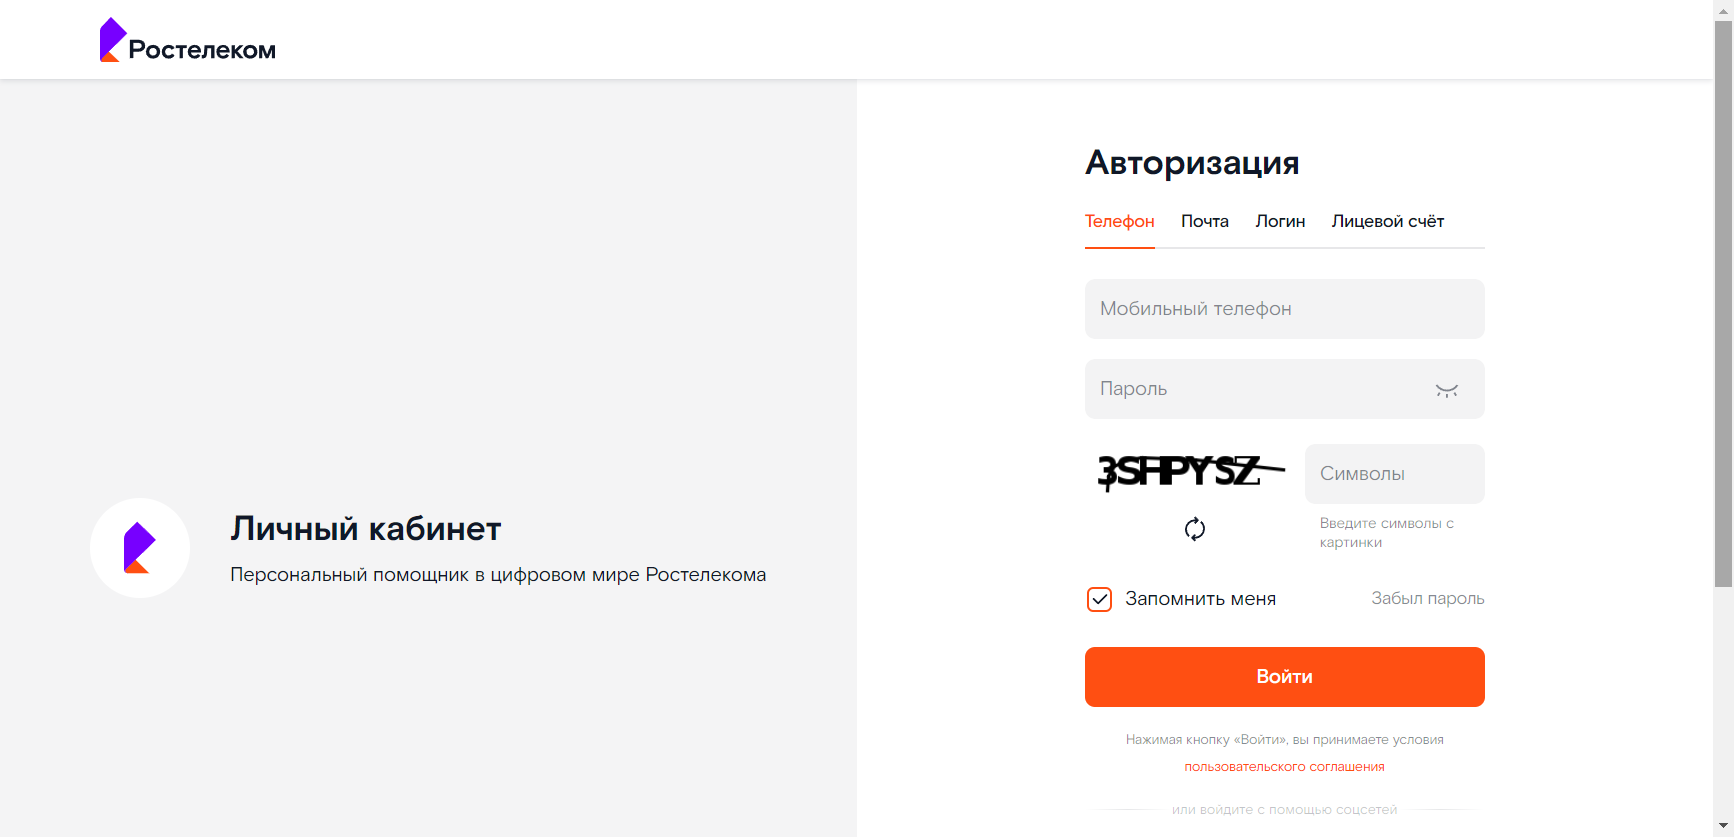 Ростелеком
Авторизация
Телефон Почта Логин Лицевой счёт
Мобильный телефон
Пароль
3SHPYSZ Символы
Введите символы с
картинки
Личный кабинет
Персональный помощник в цифровом мире Ростелекома
Запомнить меня Забыл пароль
Войти
Нажимая кнопку «Войти», вы принимаете условия
пользовательского соглашения
или войдите с помощью соцсетей